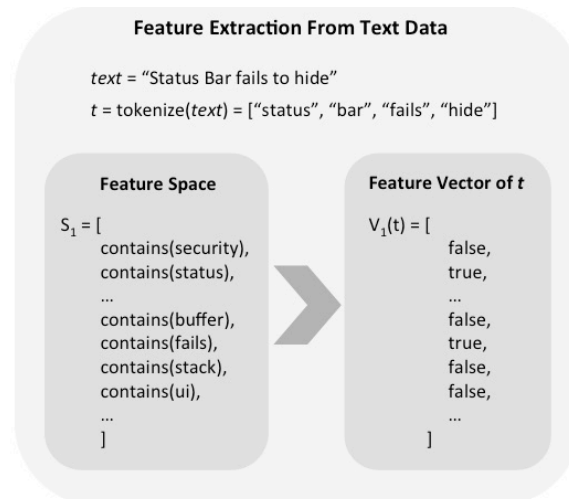 Feature Extraction From Text Data
text = “Status Bar fails to hide”
t = tokenize(text) = [“status”, “bar”, “fails”, “hide”]
Feature Space
S₁ = [
contains(security),
contains(status),
...
contains(buffer),
contains(fails),
contains(stack),
contains(ui),
...
]
Feature Vector of t
V₁(t) = [
false,
true,
...
false,
true,
false,
false,
...
]